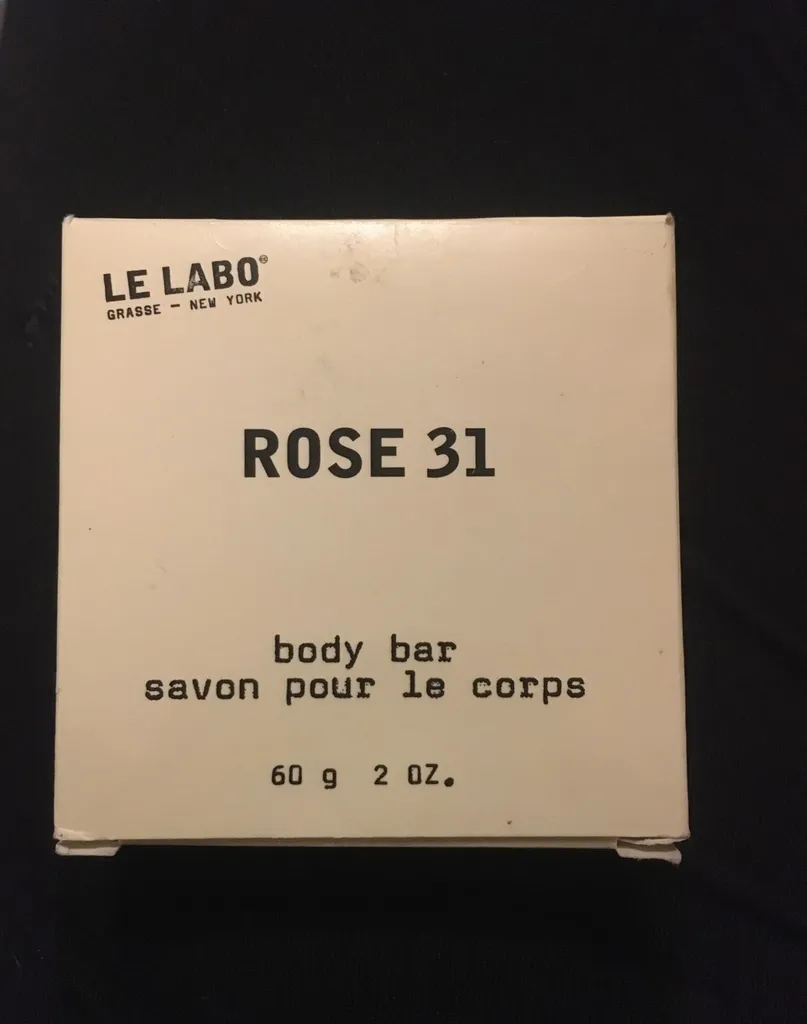 LE LABO®
GRASSE — NEW YORK
ROSE 31
body bar
savon pour le corps
60 g 2 OZ.